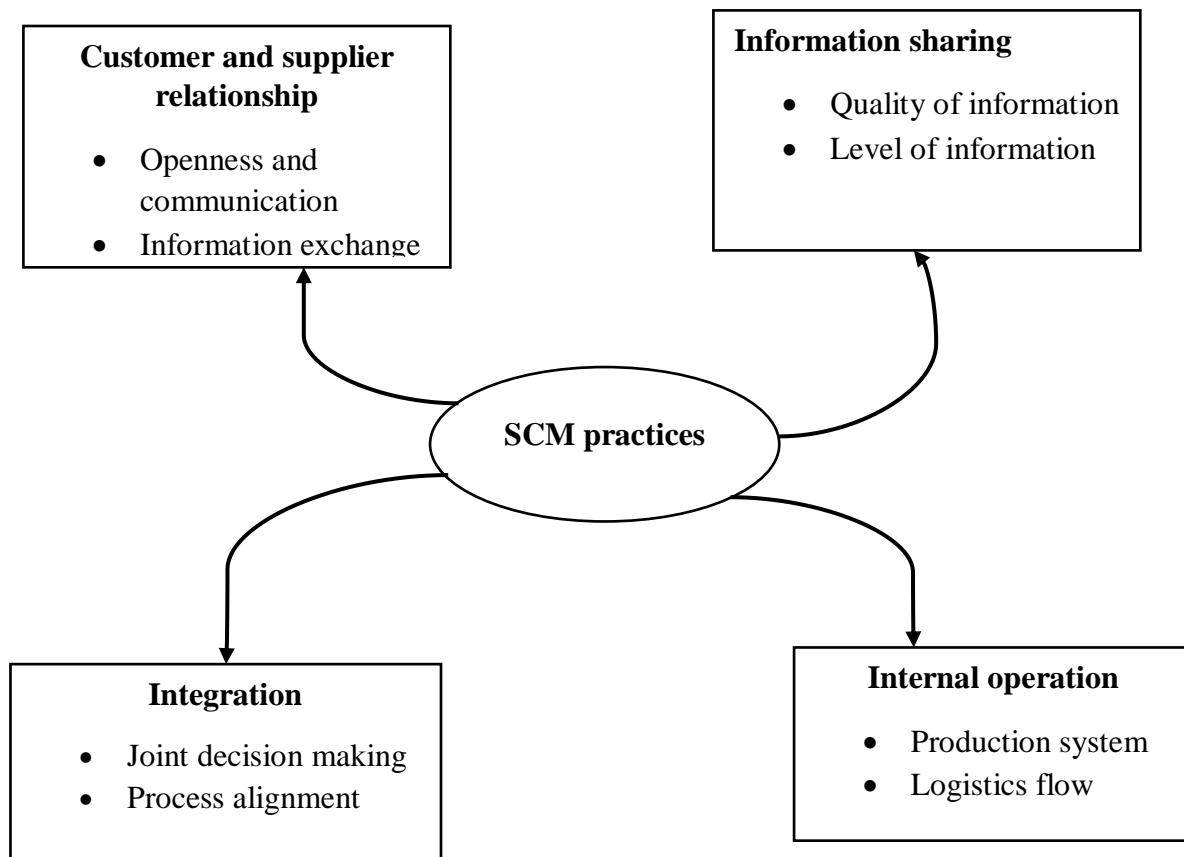 Customer and supplier
relationship
• Openness and
communication
• Information exchange
Information sharing
• Quality of information
• Level of information
SCM practices
Integration
• Joint decision making
• Process alignment
Internal operation
• Production system
• Logistics flow